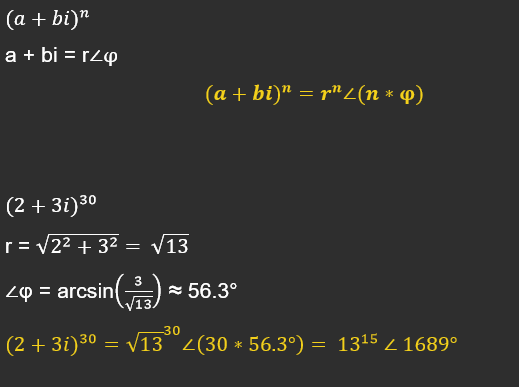 (a + bi)ⁿ
a + bi = r∠φ
(a + bi)ⁿ = rⁿ∠(n * φ)
(2 + 3i)³⁰
r = √(2² + 3²) = √13
∠φ = arcsin(3/√13) ≈ 56.3°
(2 + 3i)³⁰ = √13³⁰∠(30 * 56.3°) = 13¹⁵ ∠ 1689°